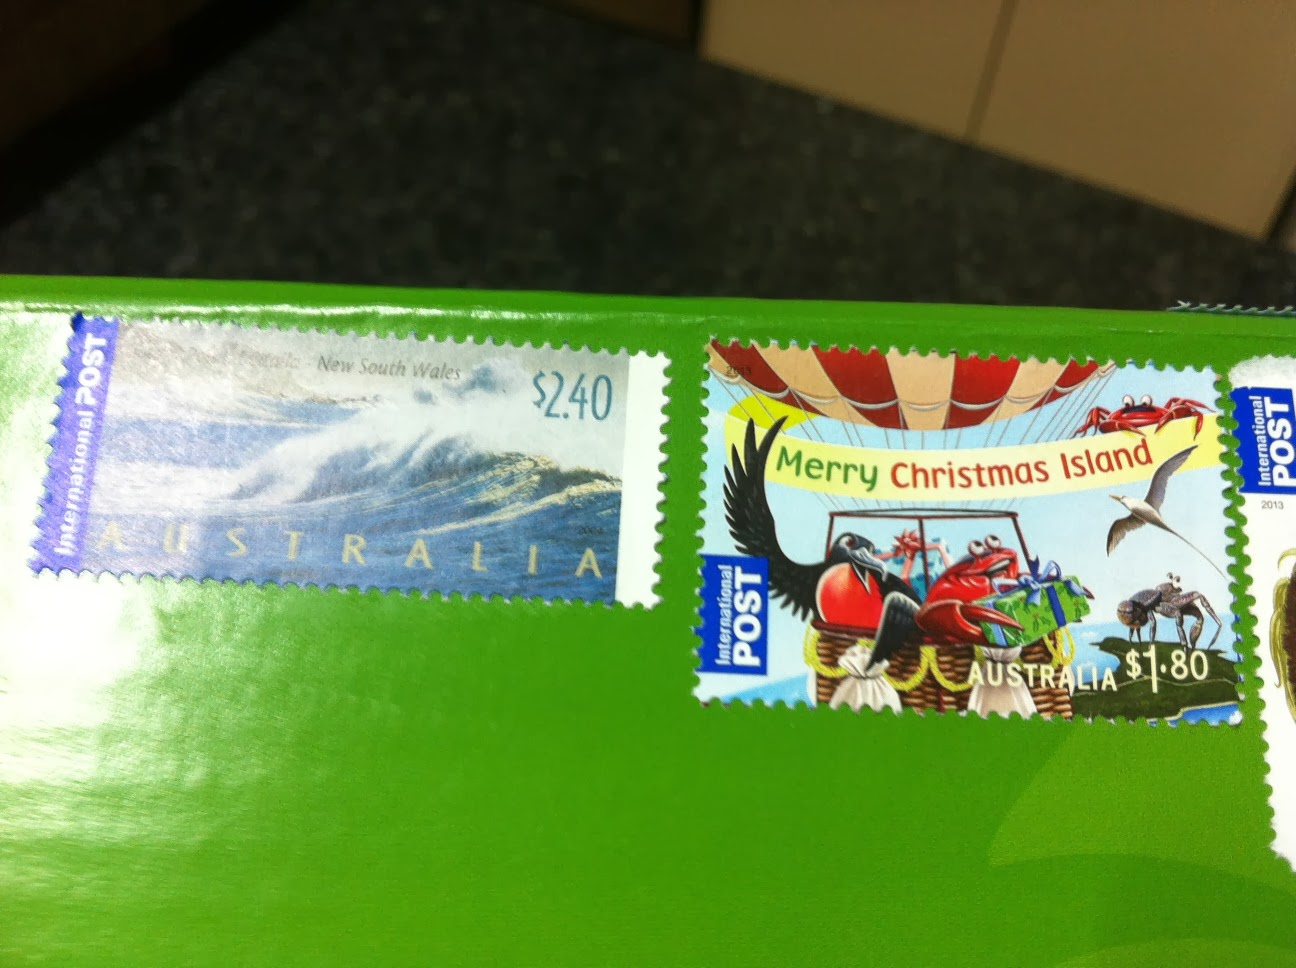 International POST
New South Wales
$2.40
AUSTRALIA
2013
Merry Christmas Island
International
POST
AUSTRALIA $1.80
International
POST
2013